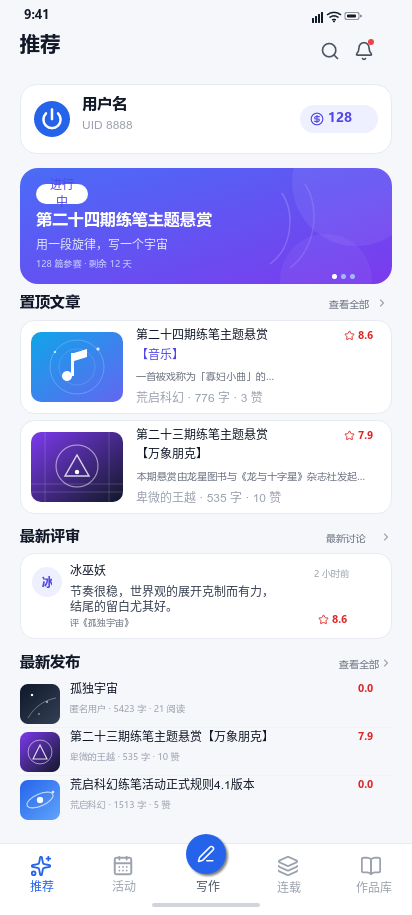 9:41
推荐
用户名
UID 8888
128
进行
中
第二十四期练笔主题悬赏
用一段旋律，写一个宇宙
128 篇参赛 · 剩余 12 天
置顶文章
查看全部
第二十四期练笔主题悬赏
【音乐】
8.6
一首被戏称为「寡妇小曲」的...
荒启科幻 · 776 字 · 3 赞
第二十三期练笔主题悬赏
【万象朋克】
7.9
本期悬赏由龙星图书与《龙与十字星》杂志社发起...
卑微的王越 · 535 字 · 10 赞
最新评审
最新讨论
冰
冰巫妖
2 小时前
节奏很稳，世界观的展开克制而有力，
结尾的留白尤其好。
评《孤独宇宙》
8.6
最新发布
查看全部
孤独宇宙
0.0
匿名用户 · 5423 字 · 21 阅读
第二十三期练笔主题悬赏【万象朋克】
7.9
卑微的王越 · 535 字 · 10 赞
荒启科幻练笔活动正式规则4.1版本
0.0
荒启科幻 · 1513 字 · 5 赞
推荐
活动
写作
连载
作品库